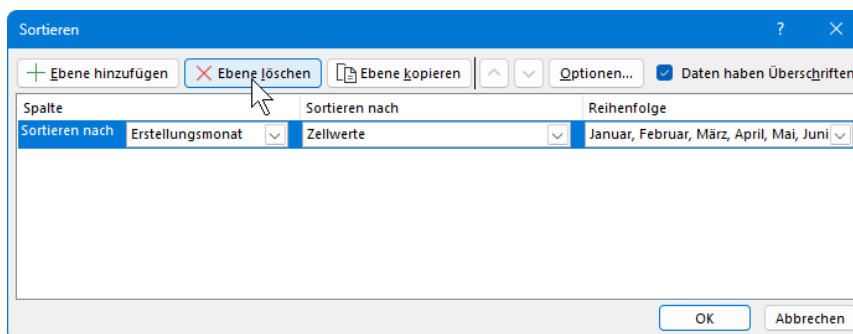 Sortieren ?
Ebene hinzufügen Ebene löschen Ebene kopieren Optionen... Daten haben Überschriften
Spalte Sortieren nach Reihenfolge
Sortieren nach Erstellungsmonat Zellwerte Januar, Februar, März, April, Mai, Juni
OK Abbrechen